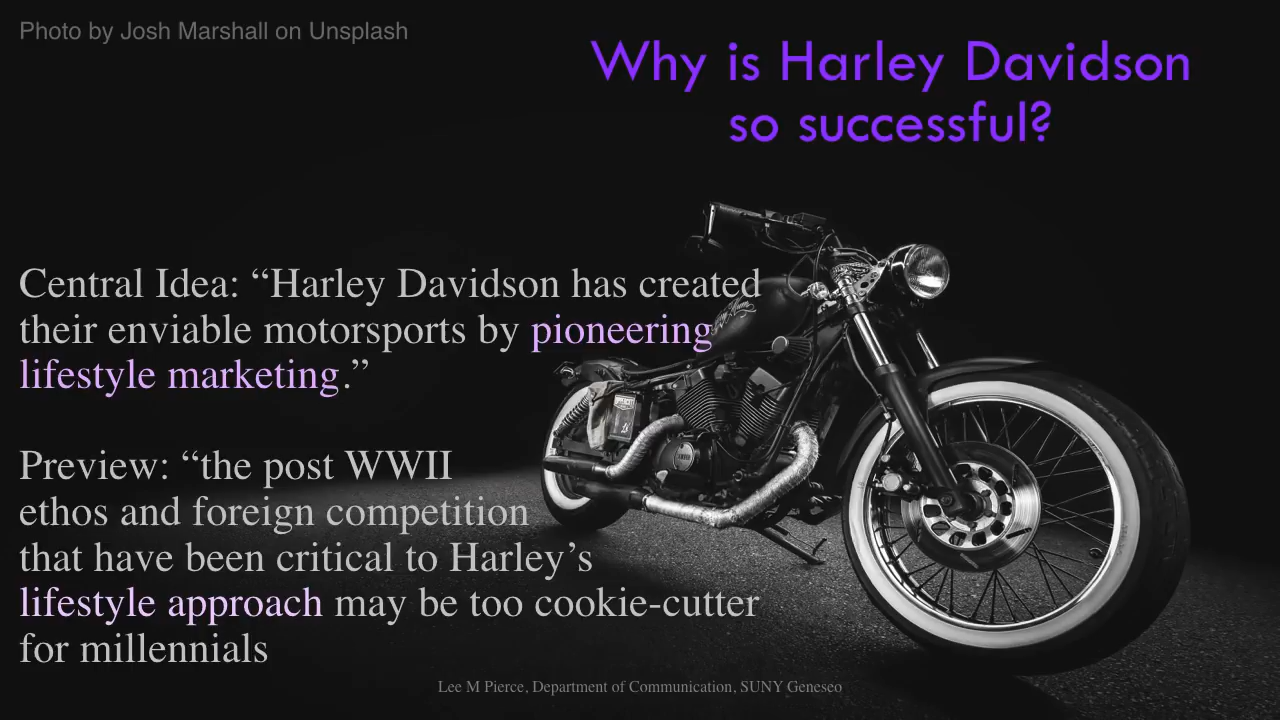 Photo by Josh Marshall on Unsplash
Why is Harley Davidson
so successful?
Central Idea: “Harley Davidson has created
their enviable motorsports by pioneering
lifestyle marketing.”
Preview: “the post WWII
ethos and foreign competition
that have been critical to Harley’s
lifestyle approach may be too cookie-cutter
for millennials
Lee M Pierce, Department of Communication, SUNY Geneseo